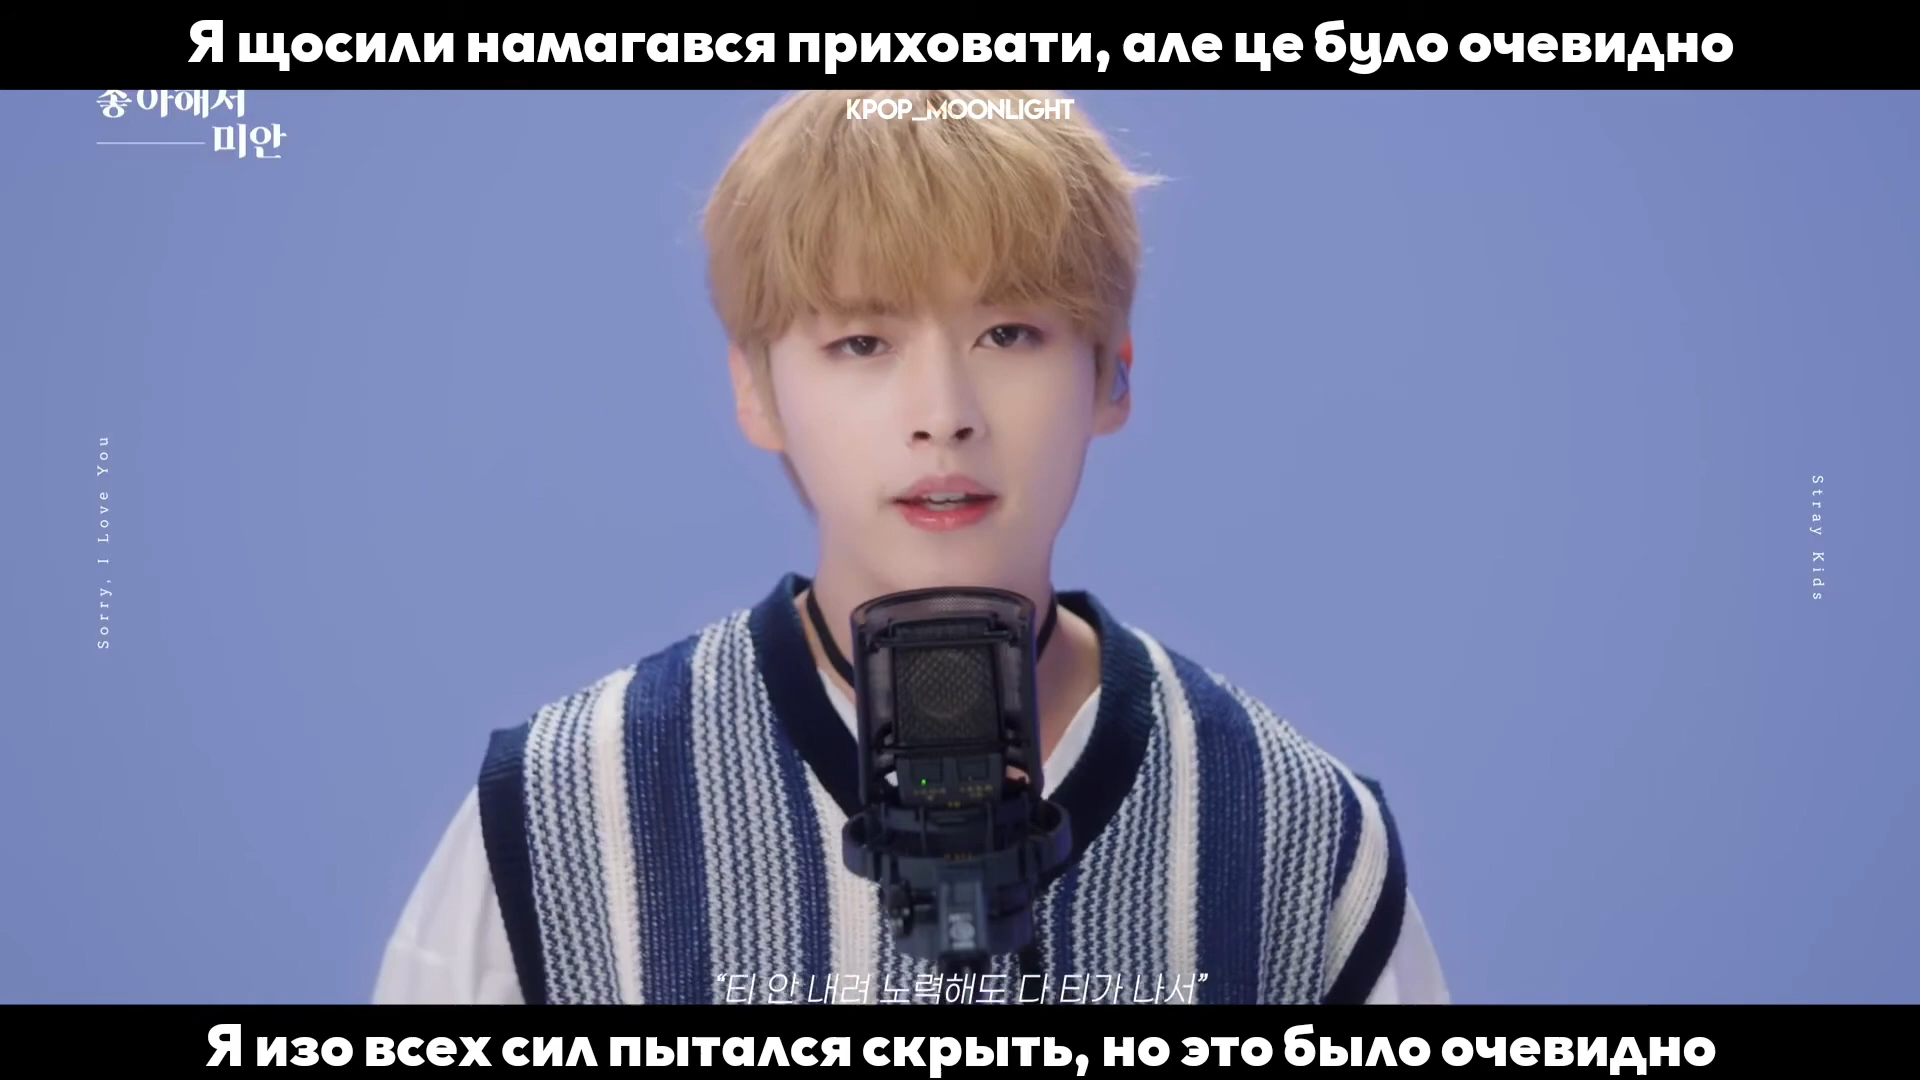 Я щосили намагався приховати, але це було очевидно
KPOP_MOONLIGHT
좋아해서
미안
Sorry, I Love You
Stray Kids
“티 안 내려 노력해도 다 티가 나서”
Я изо всех сил пытался скрыть, но это было очевидно